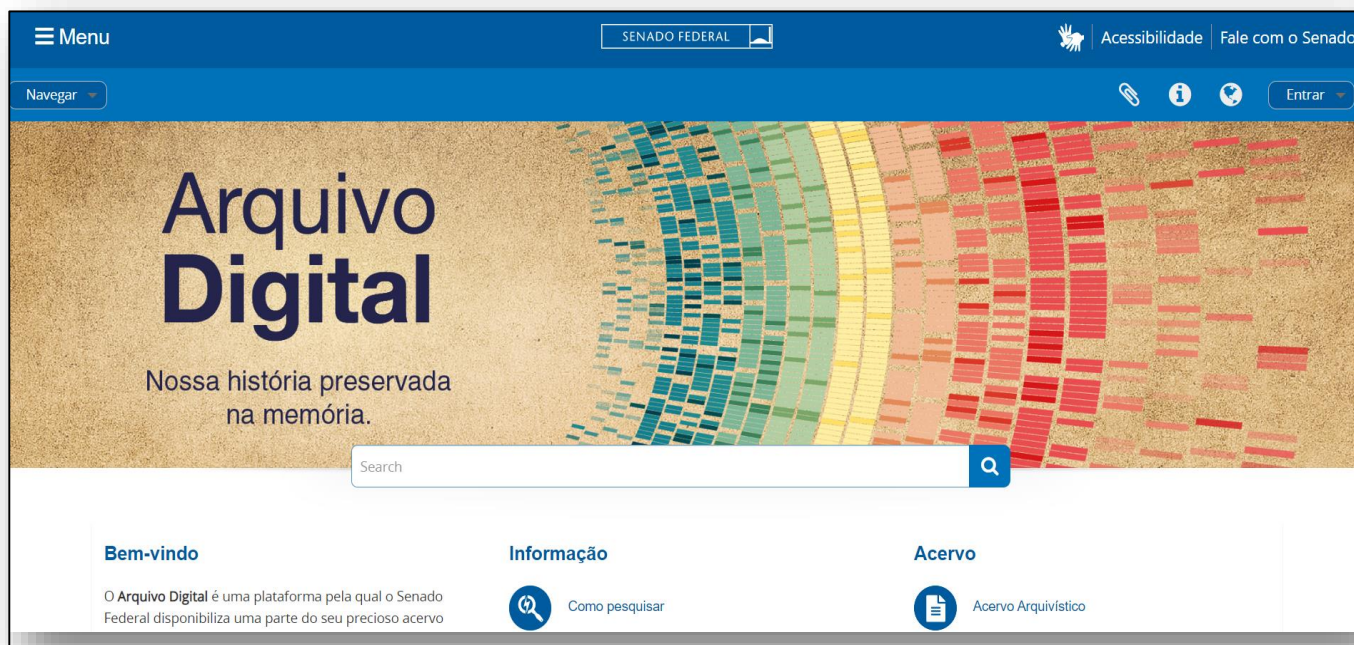 Menu
SENADO FEDERAL
Acessibilidade
Fale com o Senado
Navegar
Entrar
Arquivo
Digital
Nossa história preservada
na memória.
Search
Bem-vindo
O Arquivo Digital é uma plataforma pela qual o Senado
Federal disponibiliza uma parte do seu precioso acervo
Informação
Como pesquisar
Acervo
Acervo Arquivístico